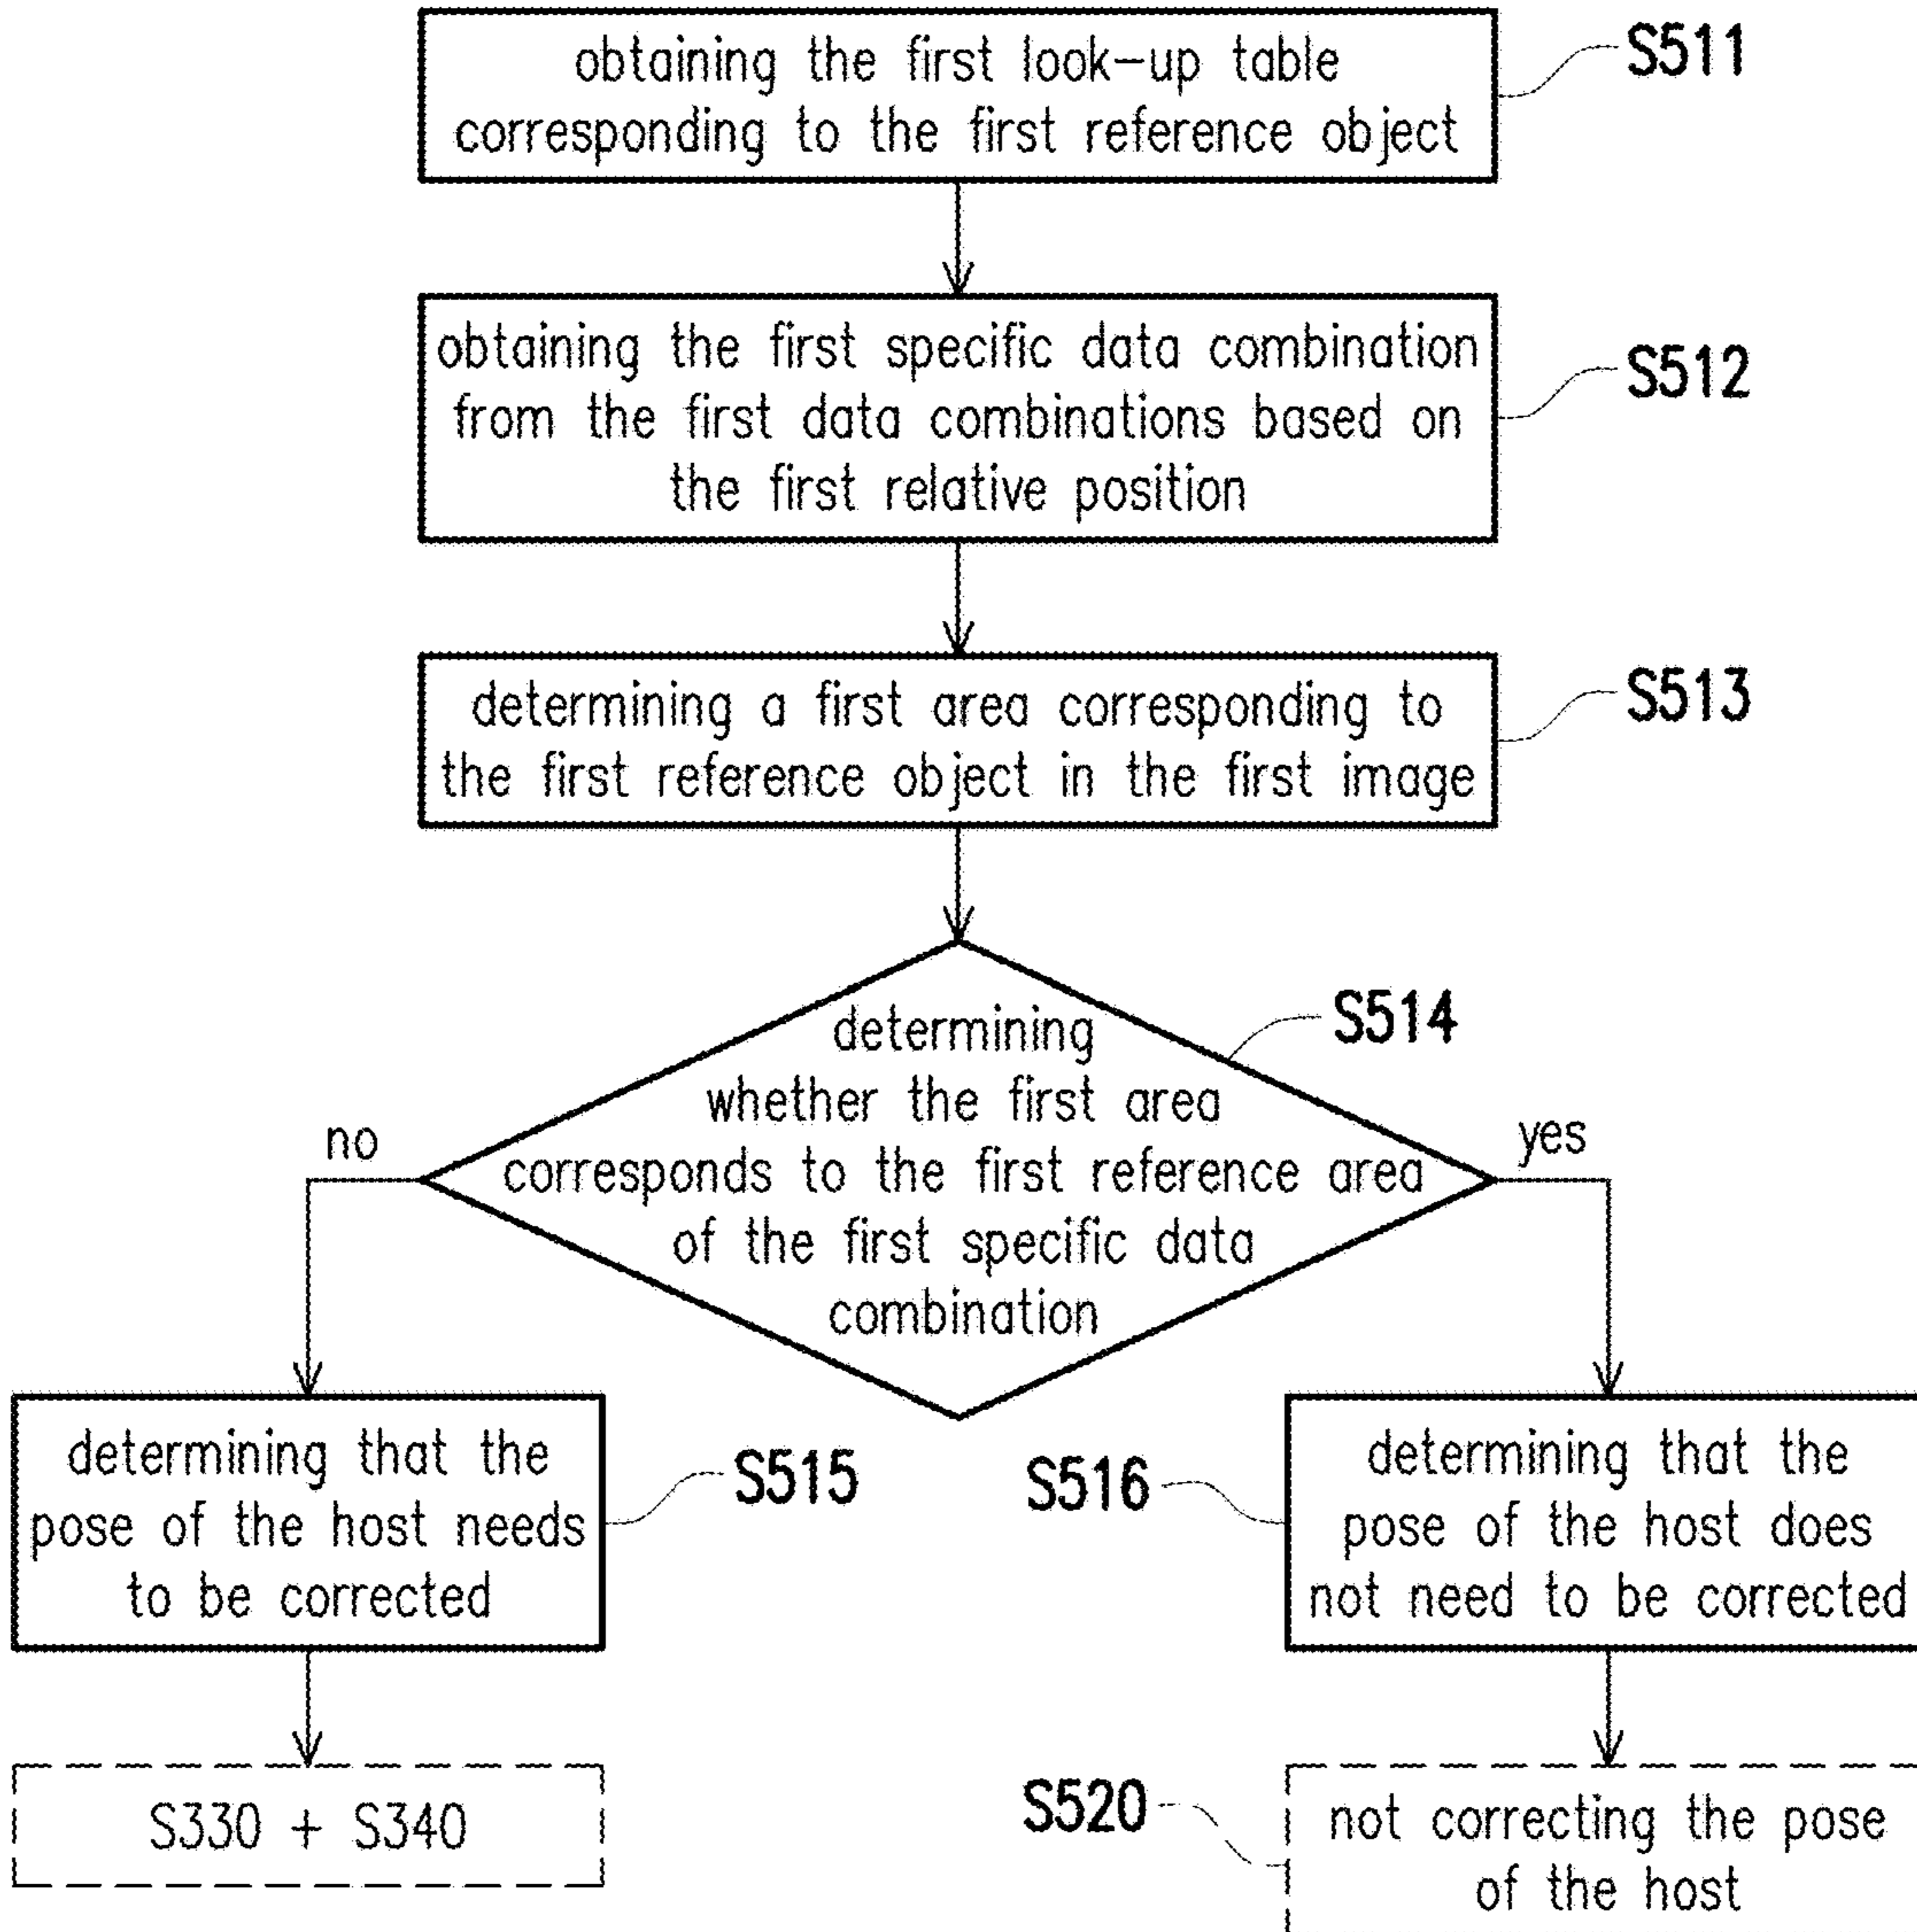 obtaining the first look-up table
corresponding to the first reference object
S511
obtaining the first specific data combination
from the first data combinations based on
the first relative position
S512
determining a first area corresponding to
the first reference object in the first image
S513
determining
whether the first area
corresponds to the first reference area
of the first specific data
combination
S514
no
yes
determining that the
pose of the host needs
to be corrected
S515
S516
determining that the
pose of the host does
not need to be corrected
S330 + S340
S520
not correcting the pose
of the host